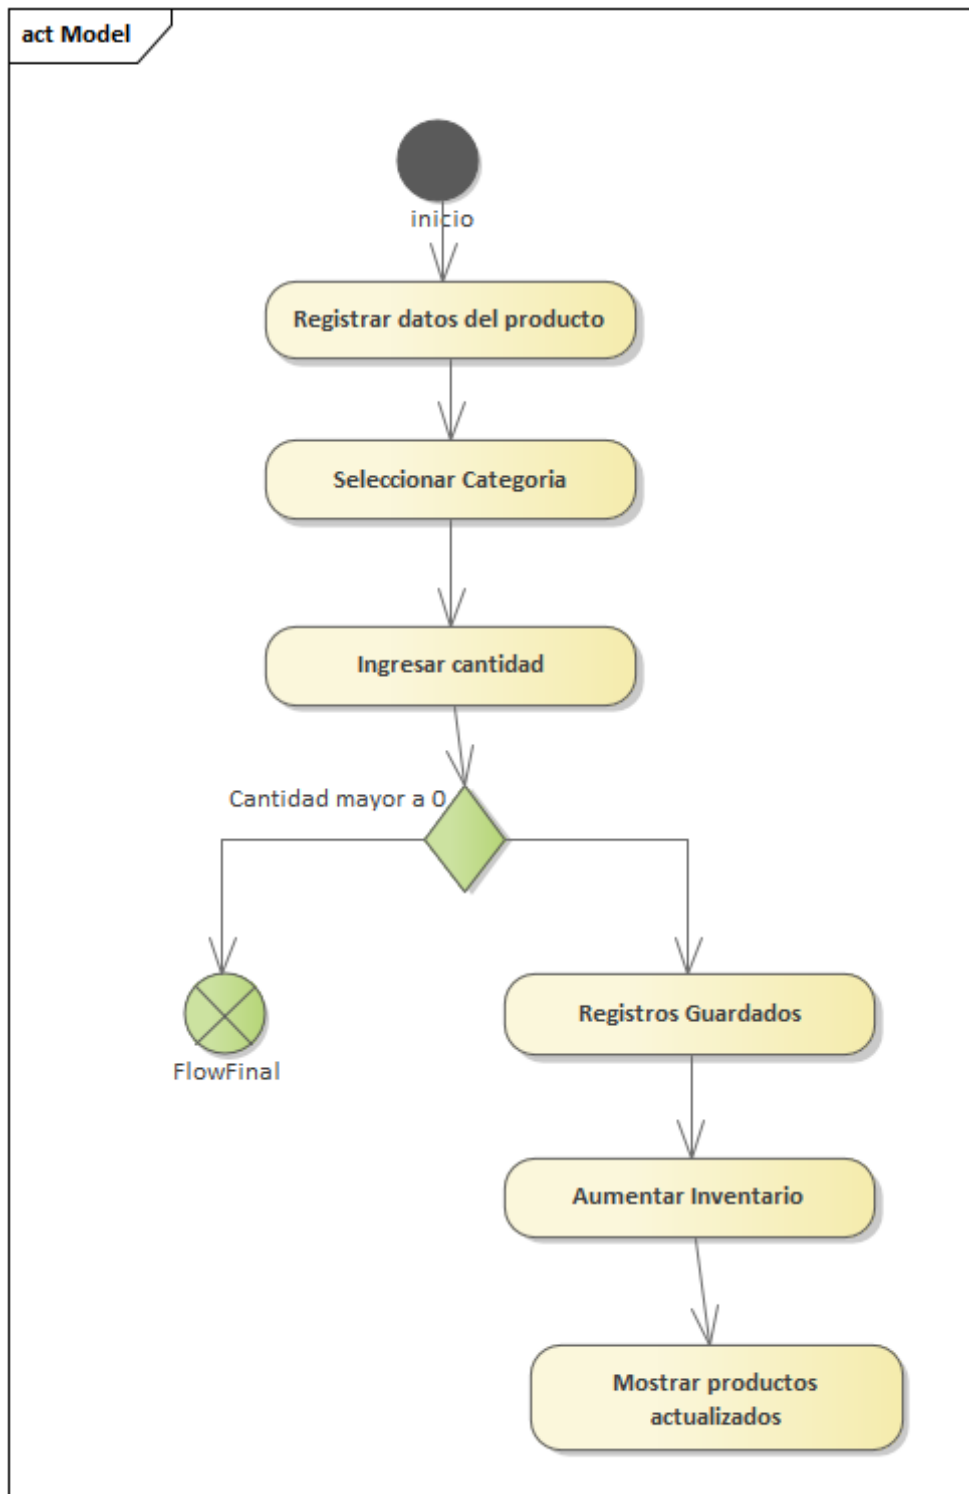 act Model
inicio
Registrar datos del producto
Seleccionar Categoria
Ingresar cantidad
Cantidad mayor a 0
FlowFinal
Registros Guardados
Aumentar Inventario
Mostrar productos
actualizados